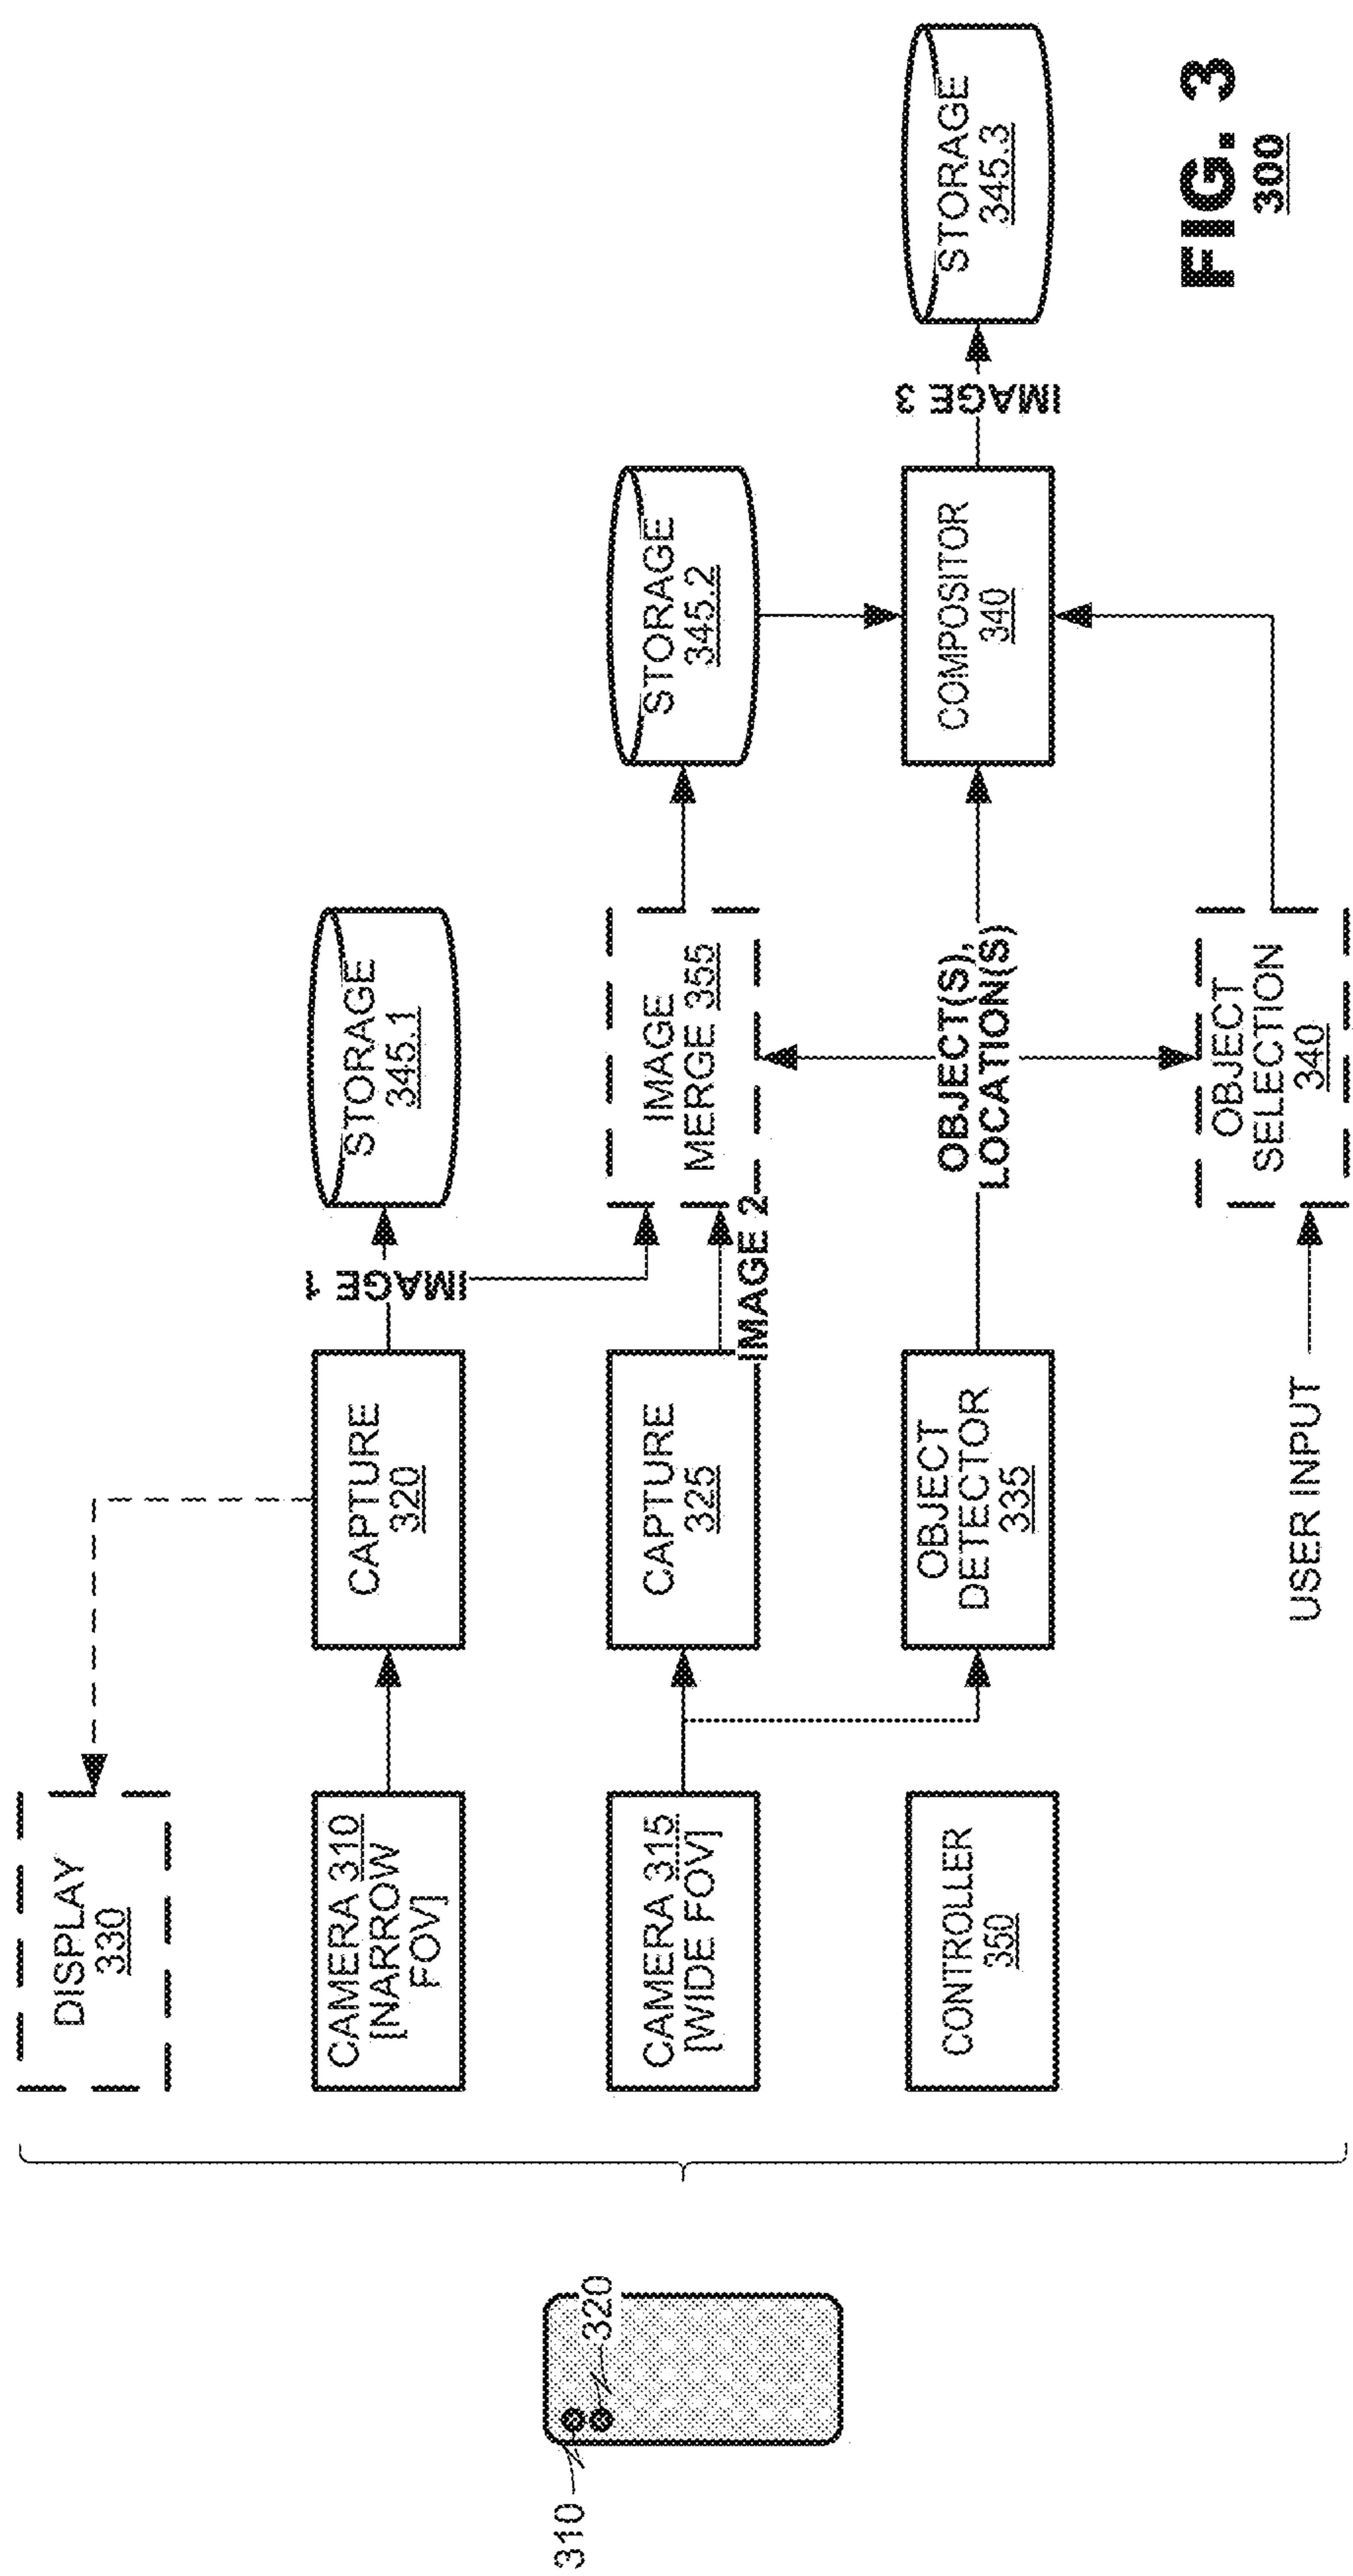 DISPLAY
330
CAMERA 310
[NARROW
FOV]
CAPTURE
320
IMAGE 1
STORAGE
345.1
310
320
CAMERA 315
[WIDE FOV]
CAPTURE
325
IMAGE 2
IMAGE
MERGE 355
STORAGE
345.2
CONTROLLER
350
OBJECT
DETECTOR
335
OBJECT(S),
LOCATION(S)
COMPOSITOR
340
IMAGE 3
STORAGE
345.3
USER INPUT
OBJECT
SELECTION
340
FIG. 3
300